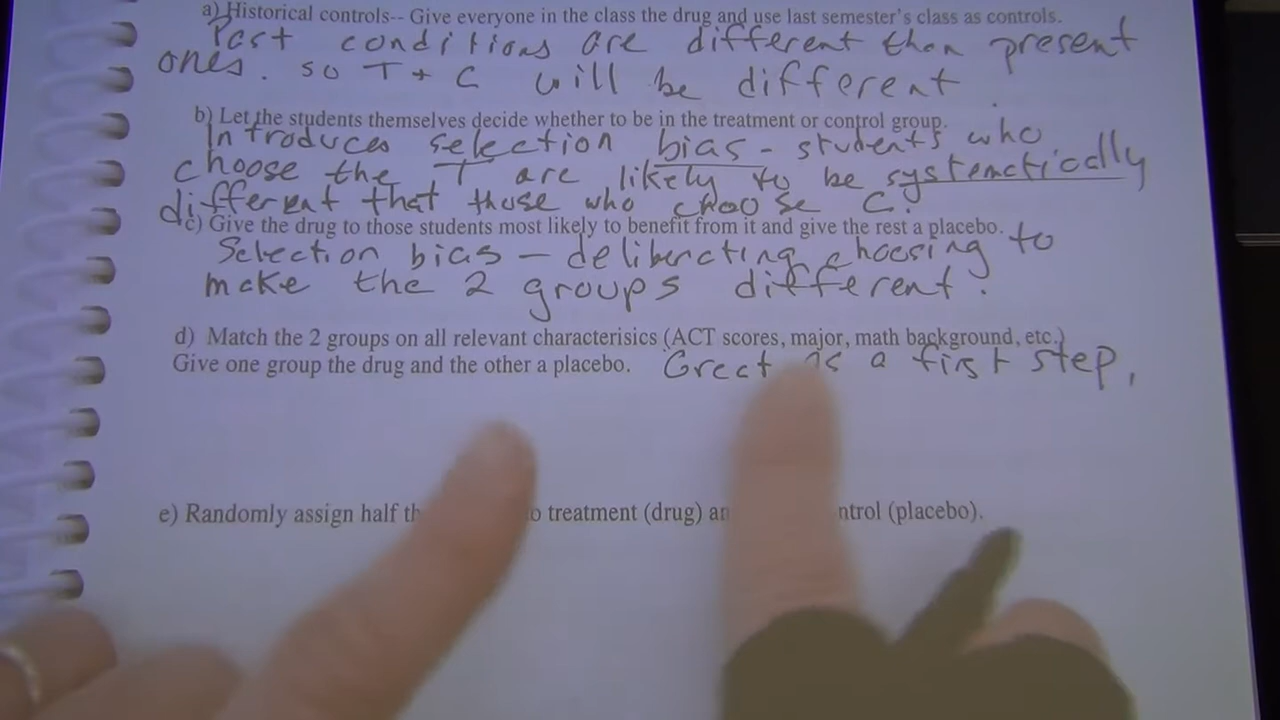 a) Historical controls-- Give everyone in the class the drug and use last semester's class as controls.
Past conditions are different than present
ones. so T + C will be different.
b) Let the students themselves decide whether to be in the treatment or control group.
Introduces selection bias - students who
choose the T are likely to be systematically
different that those who choose C.
c) Give the drug to those students most likely to benefit from it and give the rest a placebo.
Selection bias - deliberating choosing to
make the 2 groups different.
d) Match the 2 groups on all relevant characterisics (ACT scores, major, math background, etc.)
Give one group the drug and the other a placebo. Great as a first step,
e) Randomly assign half th o treatment (drug) an ntrol (placebo).